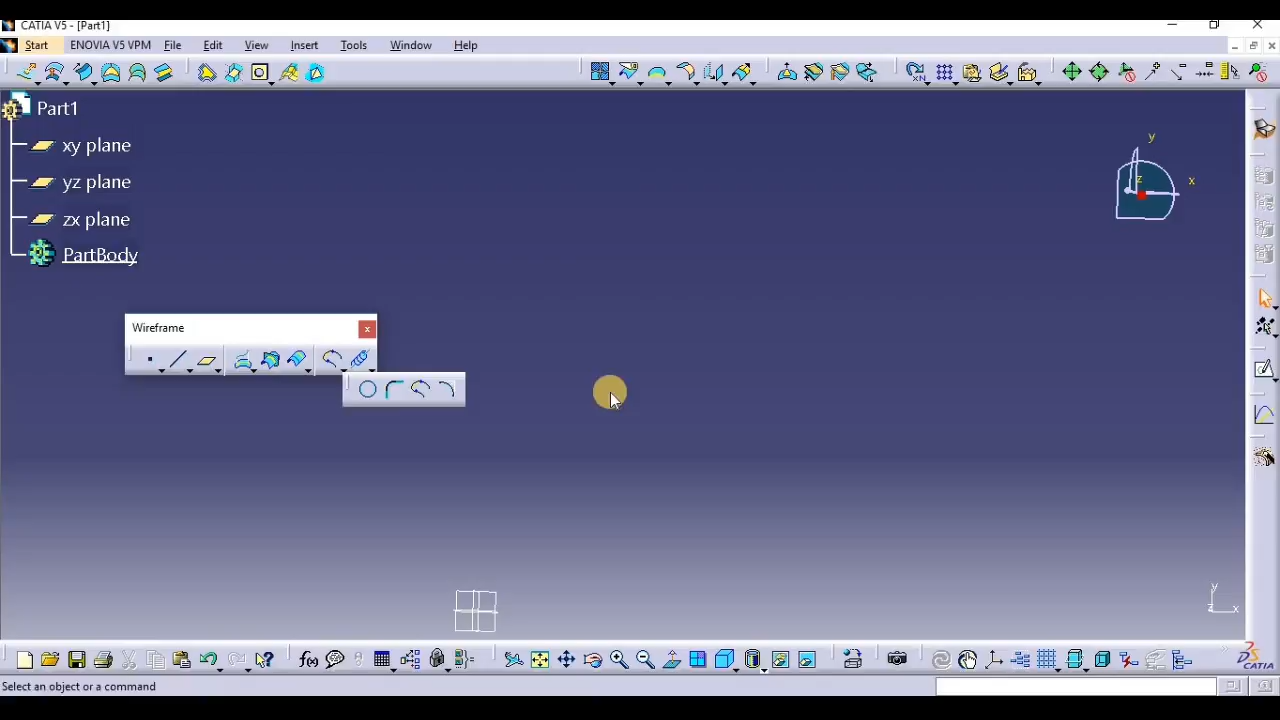 CATIA V5 - [Part1]
Start ENOVIA V5 VPM File Edit View Insert Tools Window Help
Part1
xy plane
yz plane
zx plane
PartBody
y
x
z
Wireframe
y
z x
f(x)
CATIA
Select an object or a command